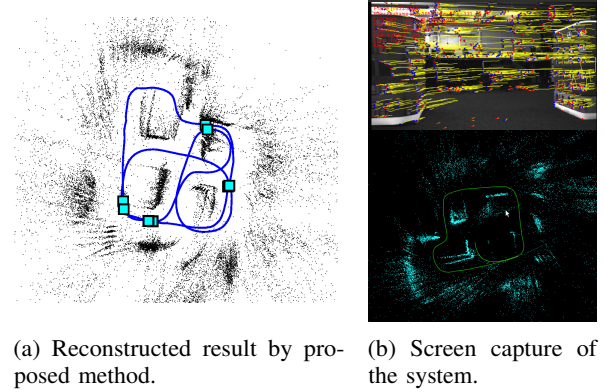 (a) Reconstructed result by pro-
posed method.
(b) Screen capture of
the system.